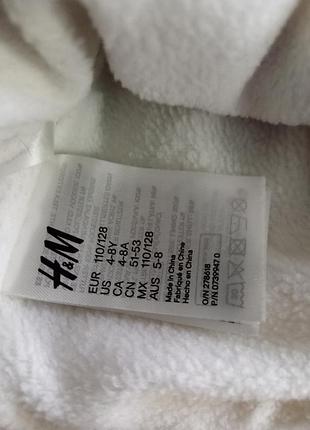 H&M
EUR 110/128
US 4-8Y
CA 4-8A
CN 51-53
MX 110/128
AUS 5-8
Made in China
Fabriqué en Chine
Hecho en China
O/N 278618
P/N 0739947 0